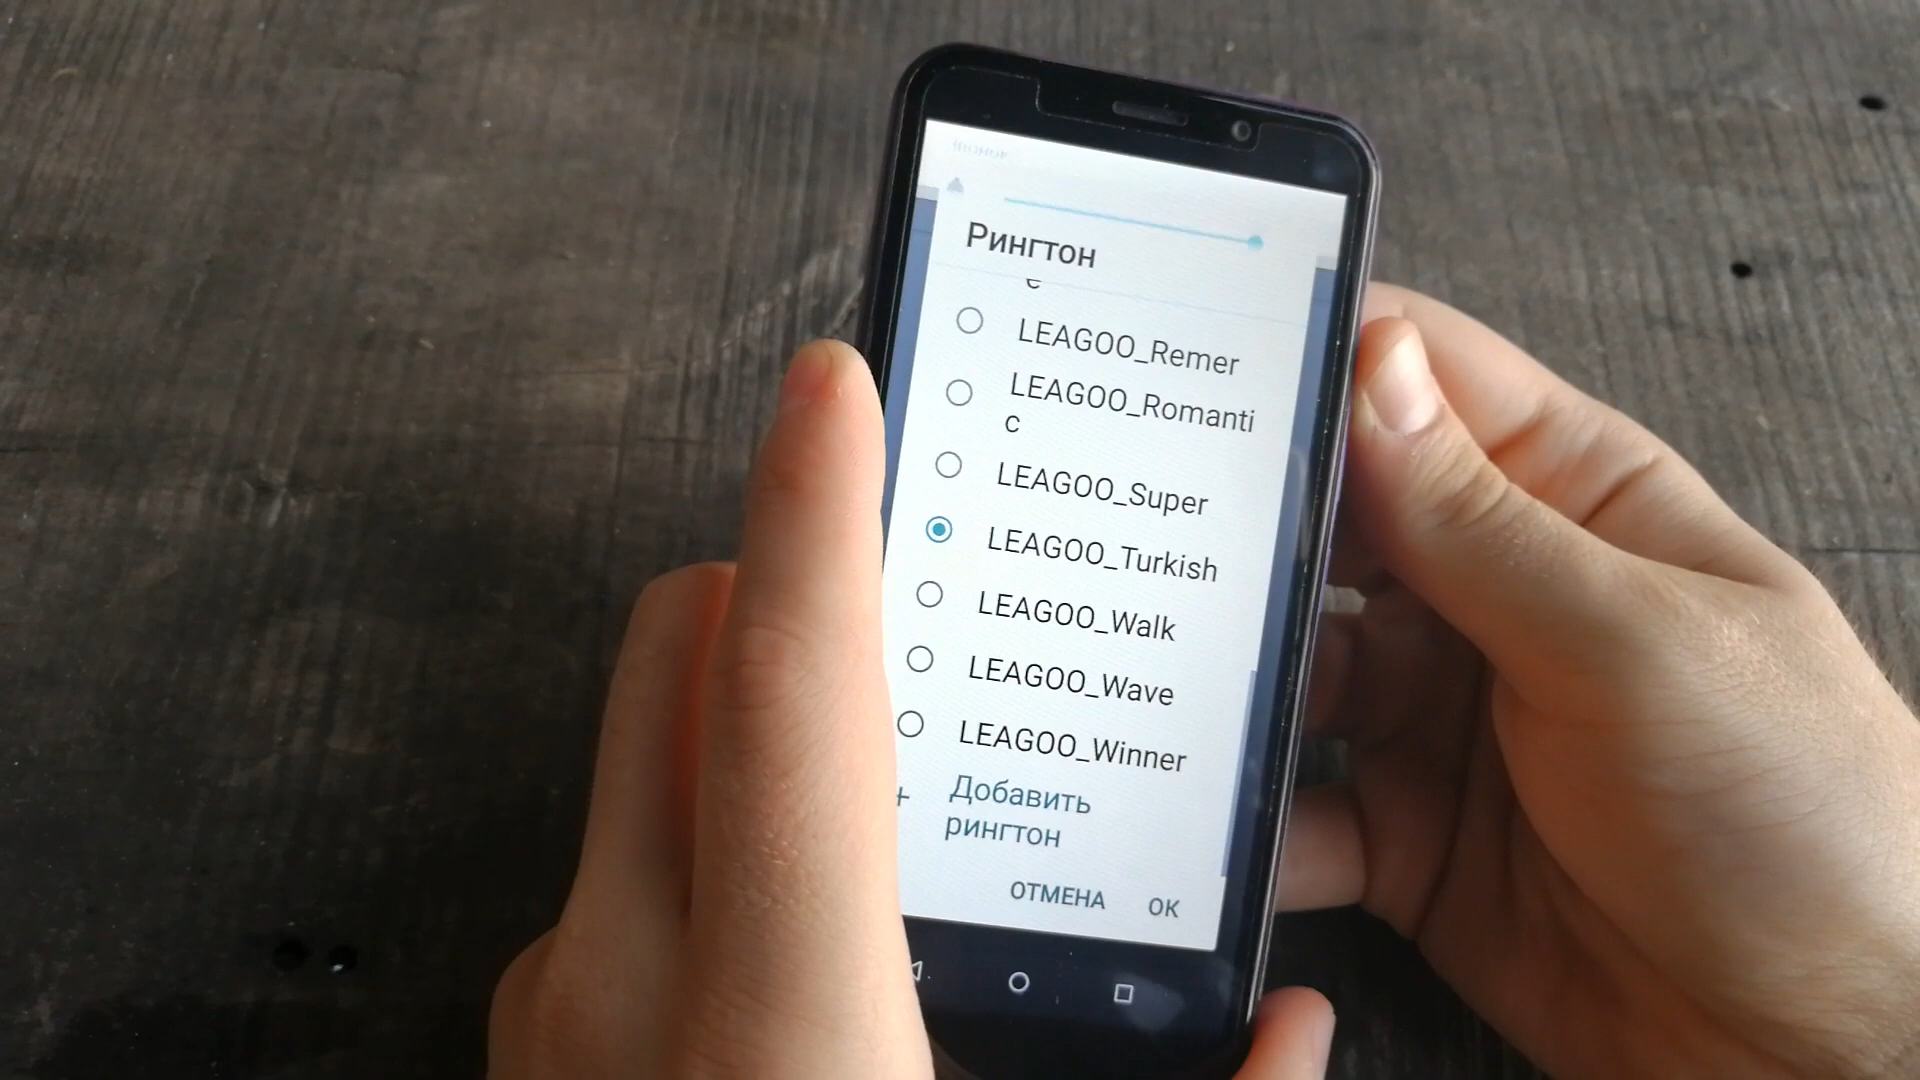 Рингтон
LEAGOO_Remer
LEAGOO_Romanti
c
LEAGOO_Super
LEAGOO_Turkish
LEAGOO_Walk
LEAGOO_Wave
LEAGOO_Winner
+ Добавить
рингтон
ОТМЕНА ОК